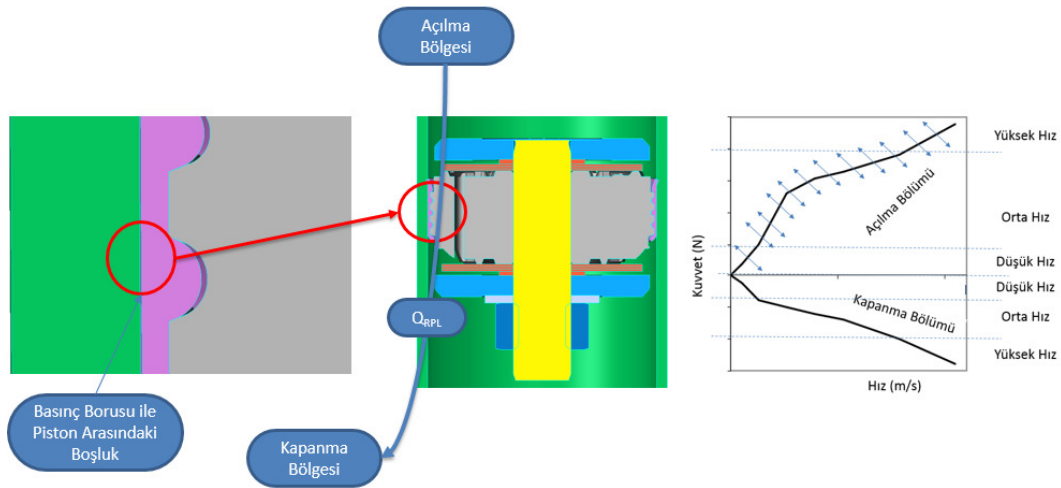 Açılma
Bölgesi
Q_RPL
Basınç Borusu ile
Piston Arasındaki
Boşluk
Kapanma
Bölgesi
Kuvvet (N)
Açılma Bölümü
Kapanma Bölümü
Hız (m/s)
Yüksek Hız
Orta Hız
Düşük Hız
Düşük Hız
Orta Hız
Yüksek Hız